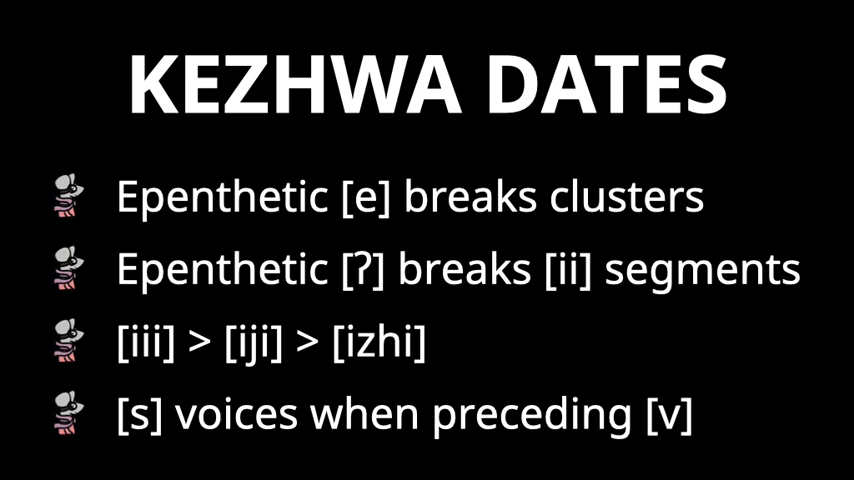 KEZHWA DATES
Epenthetic [e] breaks clusters
Epenthetic [ʔ] breaks [ii] segments
[iii] > [iji] > [izhi]
[s] voices when preceding [v]